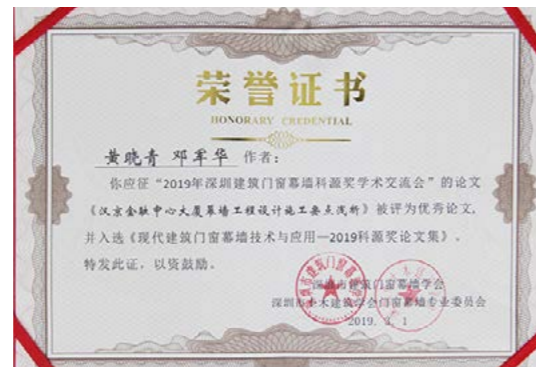 荣誉证书
HONORARY CREDENTIAL
黄晓青 邓军华 作者：
你应征“2019年深圳建筑门窗幕墙科源奖学术交流会”的论文
《汉京金融中心大厦幕墙工程设计施工要点浅析》被评为优秀论文，
并入选《现代建筑门窗幕墙技术与应用—2019科源奖论文集》。
特发此证，以资鼓励。
深圳市建筑门窗幕墙学会
深圳市土木建筑学会门窗幕墙专业委员会
2019. 3. 1